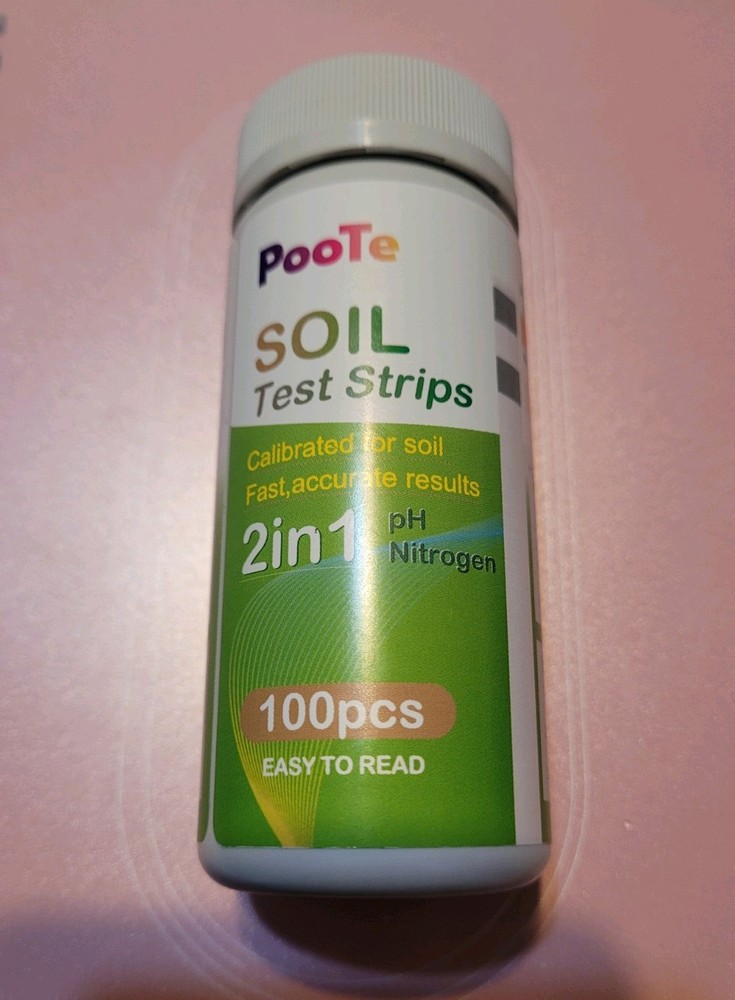 PooTe
SOIL
Test Strips
Calibrated for soil
Fast,accurate results
2in1
pH
Nitrogen
100pcs
EASY TO READ